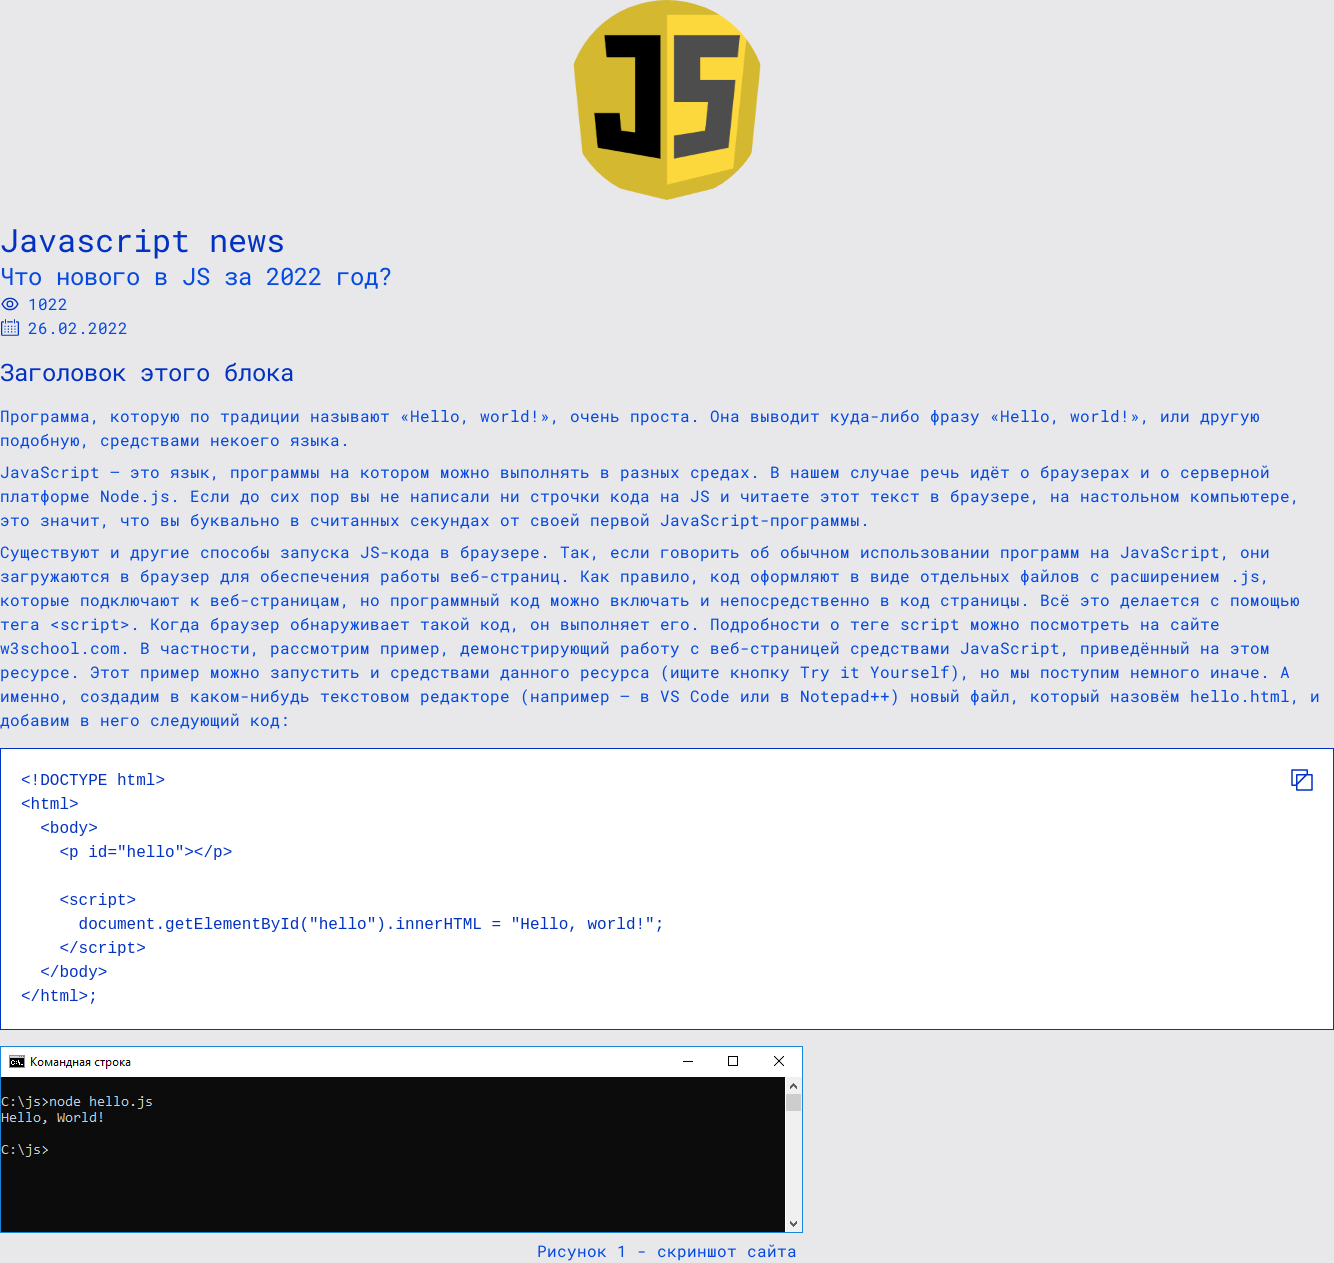 JS
Javascript news
Что нового в JS за 2022 год?
1022
26.02.2022
Заголовок этого блока
Программа, которую по традиции называют «Hello, world!», очень проста. Она выводит куда-либо фразу «Hello, world!», или другую
подобную, средствами некоего языка.
JavaScript — это язык, программы на котором можно выполнять в разных средах. В нашем случае речь идёт о браузерах и о серверной
платформе Node.js. Если до сих пор вы не написали ни строчки кода на JS и читаете этот текст в браузере, на настольном компьютере,
это значит, что вы буквально в считанных секундах от своей первой JavaScript-программы.
Существуют и другие способы запуска JS-кода в браузере. Так, если говорить об обычном использовании программ на JavaScript, они
загружаются в браузер для обеспечения работы веб-страниц. Как правило, код оформляют в виде отдельных файлов с расширением .js,
которые подключают к веб-страницам, но программный код можно включать и непосредственно в код страницы. Всё это делается с помощью
тега <script>. Когда браузер обнаруживает такой код, он выполняет его. Подробности о теге script можно посмотреть на сайте
w3school.com. В частности, рассмотрим пример, демонстрирующий работу с веб-страницей средствами JavaScript, приведённый на этом
ресурсе. Этот пример можно запустить и средствами данного ресурса (ищите кнопку Try it Yourself), но мы поступим немного иначе. А
именно, создадим в каком-нибудь текстовом редакторе (например — в VS Code или в Notepad++) новый файл, который назовём hello.html, и
добавим в него следующий код:
<!DOCTYPE html>
<html>
  <body>
    <p id="hello"></p>
    <script>
      document.getElementById("hello").innerHTML = "Hello, world!";
    </script>
  </body>
</html>;
C:\. Командная строка
C:\js>node hello.js
Hello, World!
C:\js>
Рисунок 1 - скриншот сайта